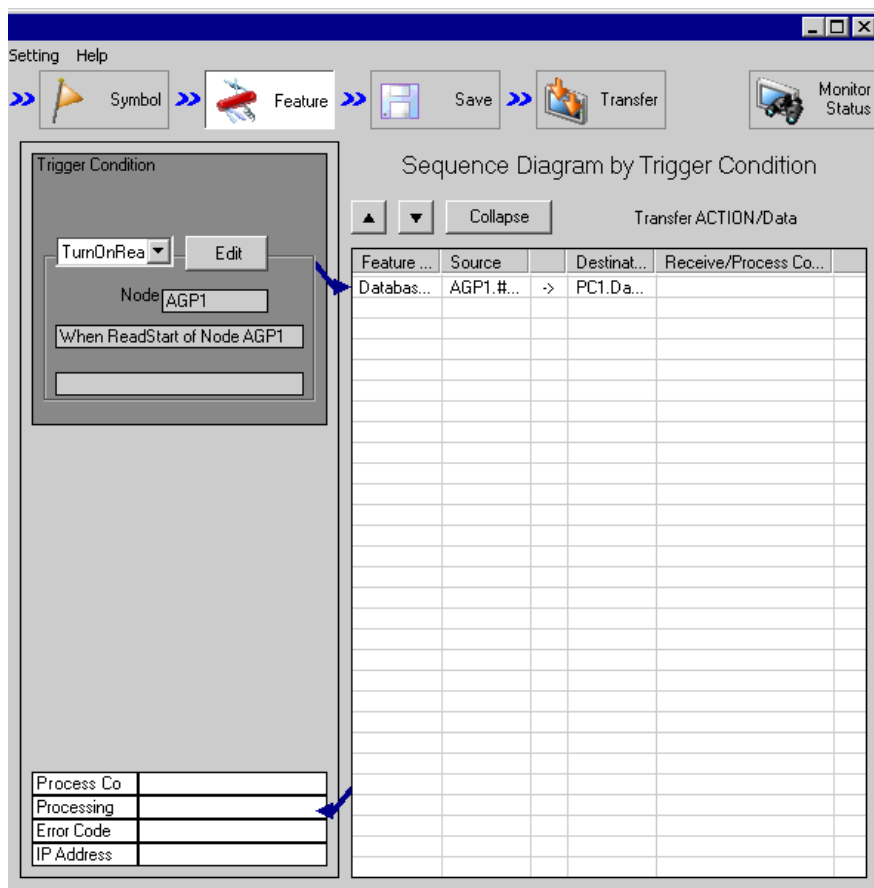 Setting Help
Symbol Feature Save Transfer Monitor Status
Trigger Condition
TurnOnRea Edit
Node AGP1
When ReadStart of Node AGP1
Sequence Diagram by Trigger Condition
Collapse Transfer ACTION/Data
Feature ... Source Destinat... Receive/Process Co...
Databas... AGP1.#... -> PC1.Da...
Process Co
Processing
Error Code
IP Address